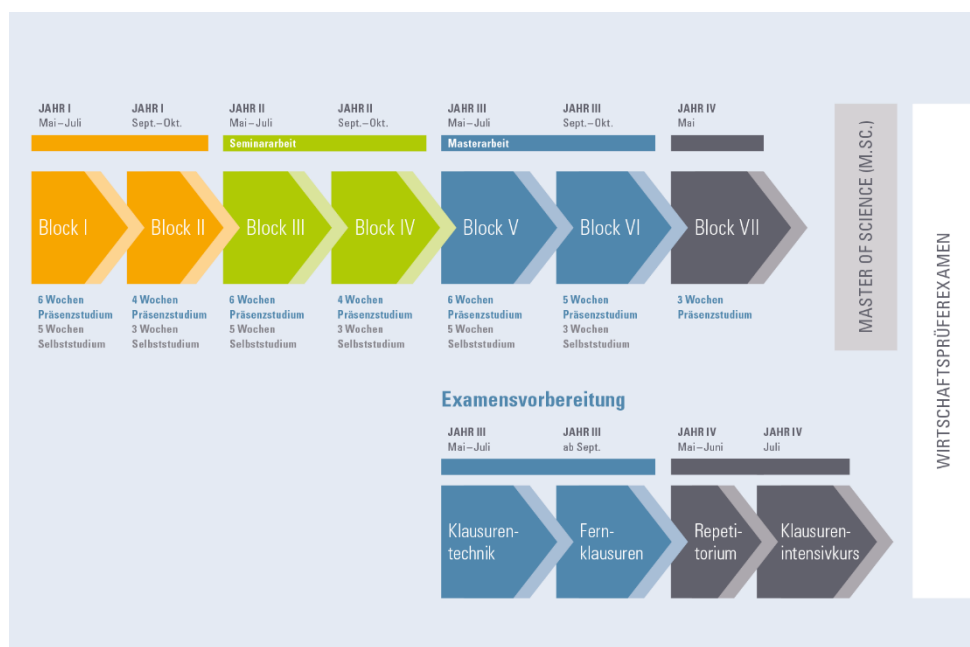 JAHR I
Mai–Juli
JAHR I
Sept.–Okt.
JAHR II
Mai–Juli
JAHR II
Sept.–Okt.
JAHR III
Mai–Juli
JAHR III
Sept.–Okt.
JAHR IV
Mai
Seminararbeit
Masterarbeit
Block I
Block II
Block III
Block IV
Block V
Block VI
Block VII
6 Wochen
Präsenzstudium
5 Wochen
Selbststudium
4 Wochen
Präsenzstudium
3 Wochen
Selbststudium
6 Wochen
Präsenzstudium
5 Wochen
Selbststudium
4 Wochen
Präsenzstudium
3 Wochen
Selbststudium
6 Wochen
Präsenzstudium
5 Wochen
Selbststudium
5 Wochen
Präsenzstudium
3 Wochen
Selbststudium
3 Wochen
Präsenzstudium
MASTER OF SCIENCE (M.SC.)
WIRTSCHAFTSPRÜFEREXAMEN
Examensvorbereitung
JAHR III
Mai–Juli
JAHR III
ab Sept.
JAHR IV
Mai–Juni
JAHR IV
Juli
Klausuren-
technik
Fern-
klausuren
Repeti-
torium
Klausuren-
intensivkurs